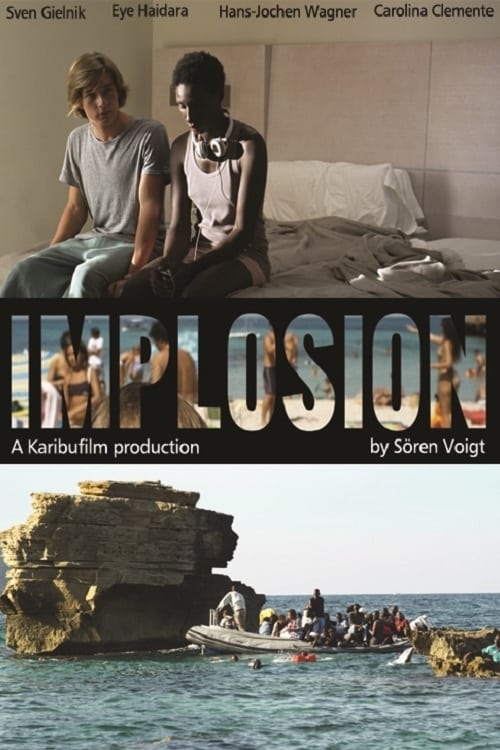 Sven Gielnik Eye Haidara Hans-Jochen Wagner Carolina Clemente
IMPLOSION
A Karibufilm production by Sören Voigt